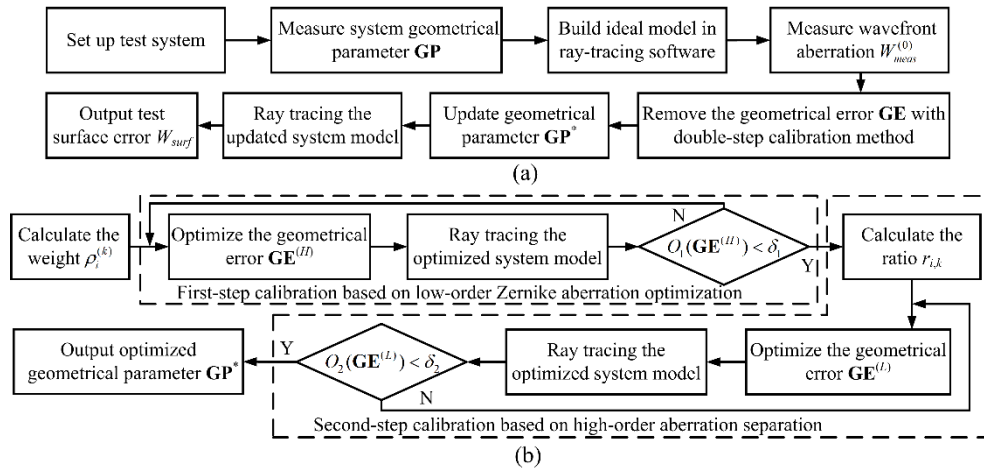 Set up test system
Measure system geometrical
parameter GP
Build ideal model in
ray-tracing software
Measure wavefront
aberration W_{meas}^{(0)}
Remove the geometrical error GE with
double-step calibration method
Update geometrical
parameter GP*
Ray tracing the
updated system model
Output test
surface error W_{surf}
(a)
Calculate the
weight ρ_i^{(k)}
Optimize the geometrical
error GE^{(H)}
Ray tracing the
optimized system model
N
O_1(GE^{(H)}) < δ_1
Y
First-step calibration based on low-order Zernike aberration optimization
Calculate the
ratio r_{i,k}
Optimize the geometrical
error GE^{(L)}
Ray tracing the
optimized system model
O_2(GE^{(L)}) < δ_2
Y
N
Output optimized
geometrical parameter GP*
Second-step calibration based on high-order aberration separation
(b)